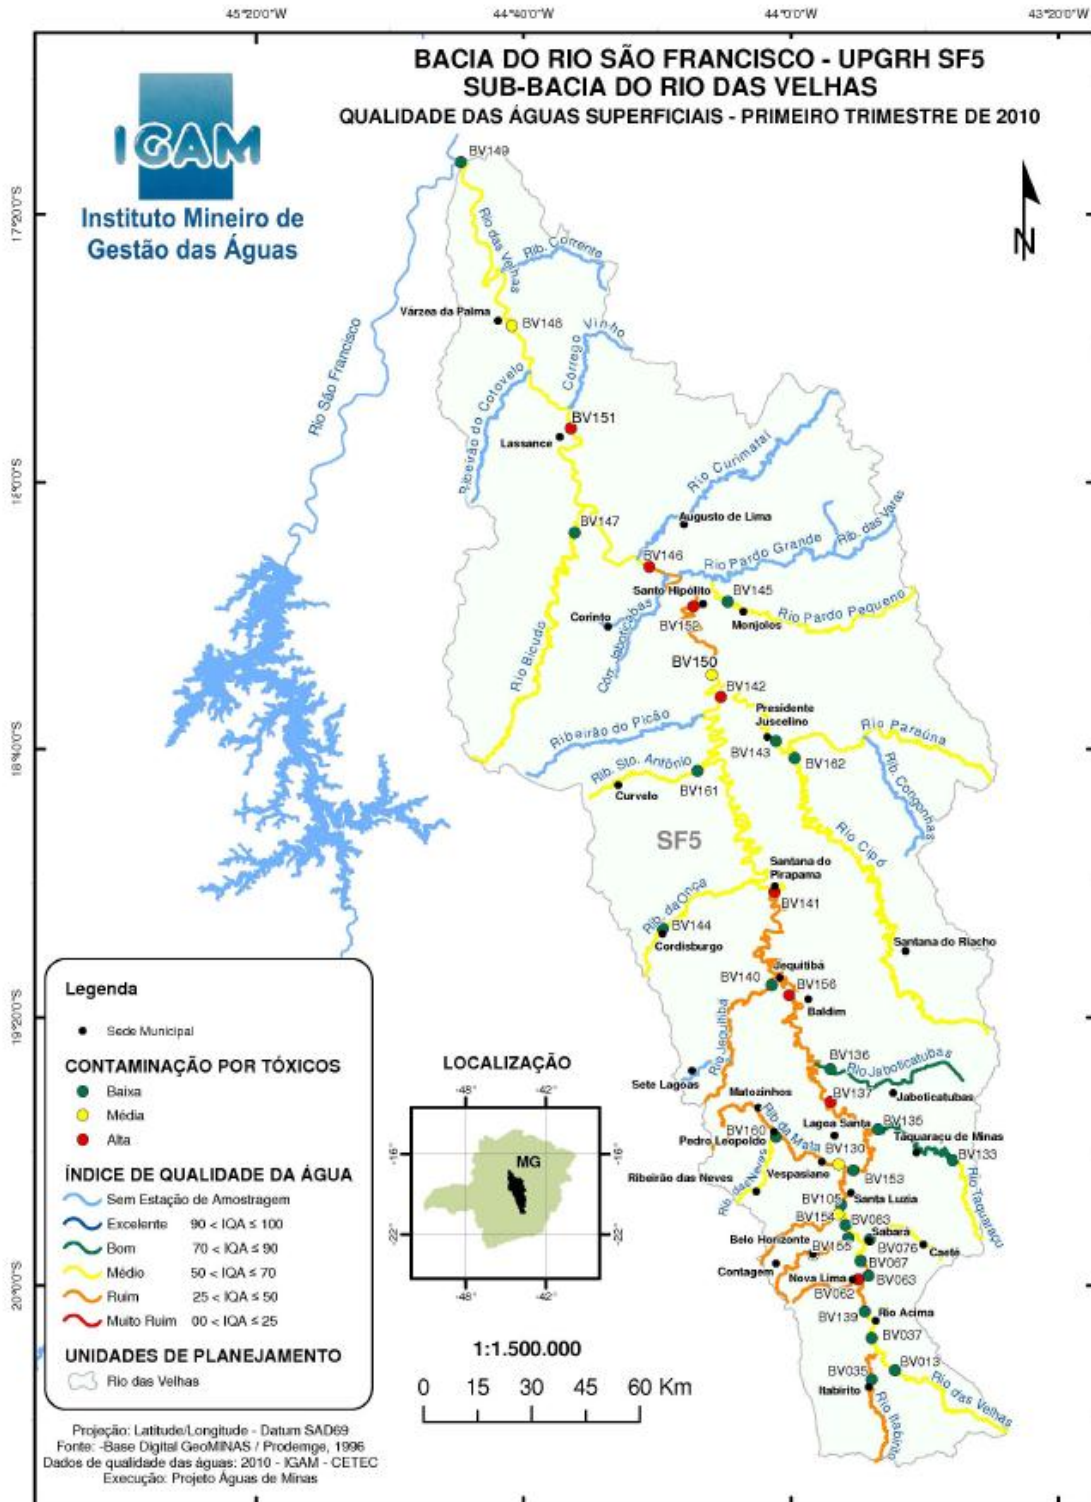 45°20'0"W
44°40'0"W
44°0'0"W
43°20'0"W
BACIA DO RIO SÃO FRANCISCO - UPGRH SF5
SUB-BACIA DO RIO DAS VELHAS
QUALIDADE DAS ÁGUAS SUPERFICIAIS - PRIMEIRO TRIMESTRE DE 2010
IGAM
Instituto Mineiro de
Gestão das Águas
N
17°20'0"S
18°0'0"S
18°40'0"S
19°20'0"S
20°0'0"S
BV149
Rio das Velhas
Rib. Corrente
Várzea da Palma
BV148
Rio São Francisco
Córrego Vinho
Ribeirão do Cotovelo
BV151
Lassance
Rio Curimataí
BV147
Augusto de Lima
Rib. das Varas
BV146
Rio Pardo Grande
Santo Hipólito
BV145
Rio Pardo Pequeno
Corinto
Monjolos
BV152
Córr. Jaboticabas
Rio Bicudo
BV150
BV142
Presidente
Juscelino
Ribeirão do Picão
Rio Paraúna
BV143
BV162
Rib. Sto. Antônio
BV161
Curvelo
Rib. Congonhas
SF5
Rio Cipó
Santana do
Pirapama
BV141
Rib. da Onça
BV144
Cordisburgo
Santana do Riacho
Jequitibá
BV140
BV156
Baldim
Rio Jequitibá
BV136
Rio Jaboticatubas
Sete Lagoas
Matozinhos
BV137
Jaboticatubas
Rib da Mata
Lagoa Santa
BV135
BV160
Taquaraçu de Minas
Pedro Leopoldo
BV130
BV133
Vespasiano
Ribeirão das Neves
BV153
Rib. das Neves
Rio Taquaraçu
BV105
Santa Luzia
BV154
BV063
Sabará
Belo Horizonte
BV155
BV076
Caeté
BV067
Contagem
Nova Lima
BV063
BV062
BV139
Rio Acima
BV037
BV035
BV013
Itabirito
Rio das Velhas
Rio Itabirito
Legenda
Sede Municipal
CONTAMINAÇÃO POR TÓXICOS
Baixa
Média
Alta
ÍNDICE DE QUALIDADE DA ÁGUA
Sem Estação de Amostragem
Excelente 90 < IQA ≤ 100
Bom 70 < IQA ≤ 90
Médio 50 < IQA ≤ 70
Ruim 25 < IQA ≤ 50
Muito Ruim 00 < IQA ≤ 25
UNIDADES DE PLANEJAMENTO
Rio das Velhas
LOCALIZAÇÃO
-48°
-42°
-16°
-16°
MG
-22°
-22°
-48°
-42°
1:1.500.000
0 15 30 45 60 Km
Projeção: Latitude/Longitude - Datum SAD69
Fonte: -Base Digital GeoMINAS / Prodemge, 1996
Dados de qualidade das águas: 2010 - IGAM - CETEC
Execução: Projeto Águas de Minas